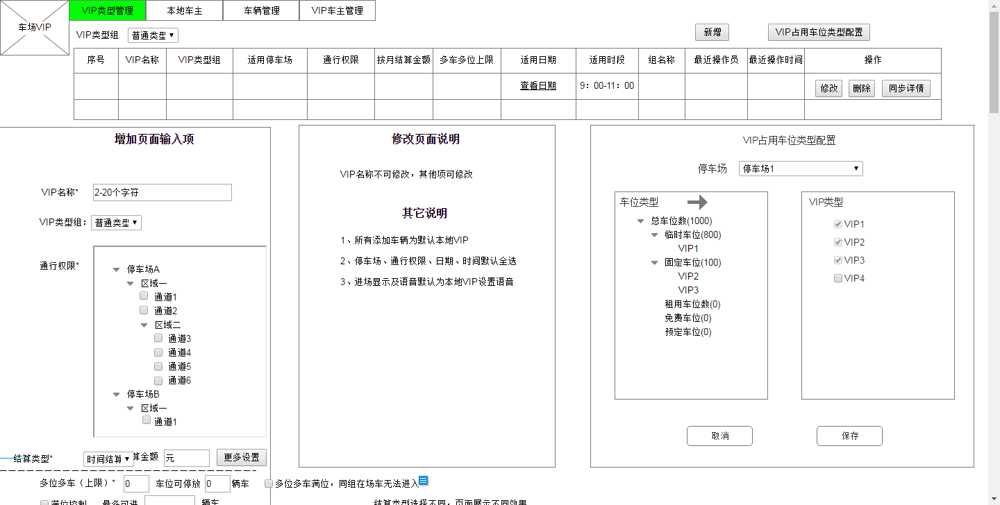 车场VIP
VIP类型管理 本地车主 车辆管理 VIP车主管理
VIP类型组 普通类型 新增 VIP占用车位类型配置
序号 VIP名称 VIP类型组 适用停车场 通行权限 按月结算金额 多车多位上限 适用日期 适用时段 组名称 最近操作员 最近操作时间 操作
查看日期 9：00-11：00 修改 删除 同步详情
增加页面输入项
VIP名称* 2-20个字符
VIP类型组： 普通类型
通行权限*
停车场A
区域一
通道1
通道2
区域二
通道3
通道4
通道5
通道6
停车场B
区域一
通道1
结算类型* 时间结算 算金额 元 更多设置
多位多车（上限）* 0 车位可停放 0 辆车 多位多车满位，同组在场车无法进入
满位控制 最多可进 辆车
结算类型选择不同，页面展示不同效果
修改页面说明
VIP名称不可修改，其他项可修改
其它说明
1、所有添加车辆为默认本地VIP
2、停车场、通行权限、日期、时间默认全选
3、进场显示及语音默认为本地VIP设置语音
VIP占用车位类型配置
停车场 停车场1
车位类型
总车位数(1000)
临时车位(800)
VIP1
固定车位(100)
VIP2
VIP3
租用车位数(0)
免费车位(0)
预定车位(0)
VIP类型
VIP1
VIP2
VIP3
VIP4
取消 保存